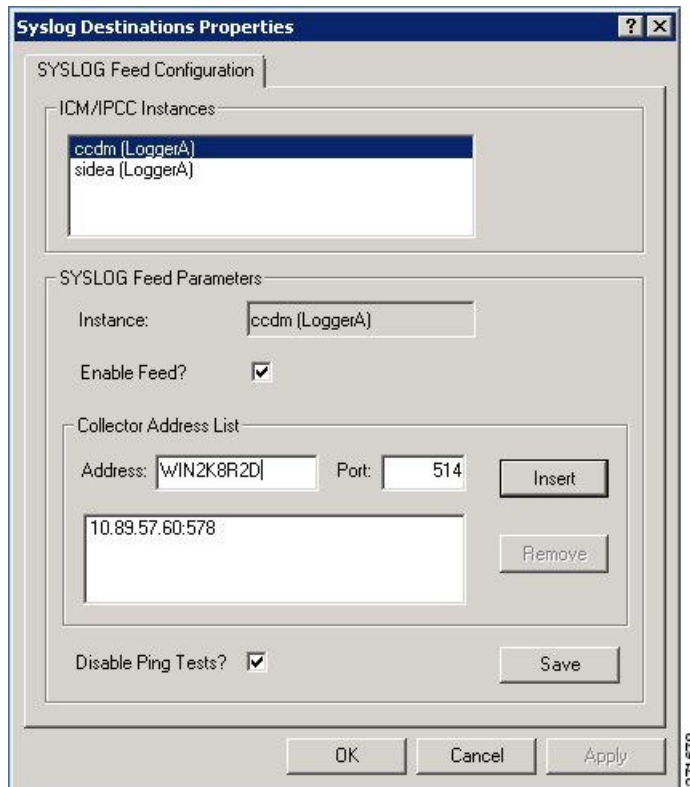 Syslog Destinations Properties
SYSLOG Feed Configuration
ICM/IPCC Instances
ccdm (LoggerA)
sidea (LoggerA)
SYSLOG Feed Parameters
Instance: ccdm (LoggerA)
Enable Feed?
Collector Address List
Address: WIN2K8R2D Port: 514 Insert
10.89.57.60:578
Remove
Disable Ping Tests? Save
OK Cancel Apply